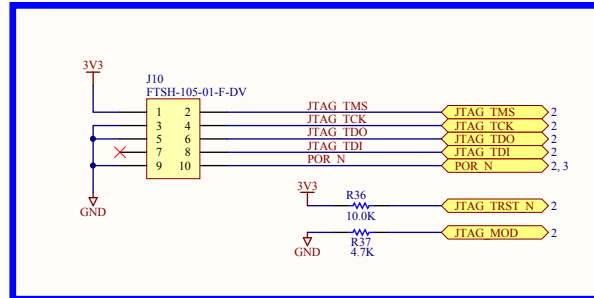 3V3
J10
FTSH-105-01-F-DV
1 2 JTAG_TMS JTAG_TMS 2
3 4 JTAG_TCK JTAG_TCK 2
5 6 JTAG_TDO JTAG_TDO 2
7 8 JTAG_TDI JTAG_TDI 2
9 10 POR_N POR_N 2, 3
GND
3V3 R36 JTAG_TRST_N 2
10.0K
GND R37 JTAG_MOD 2
4.7K